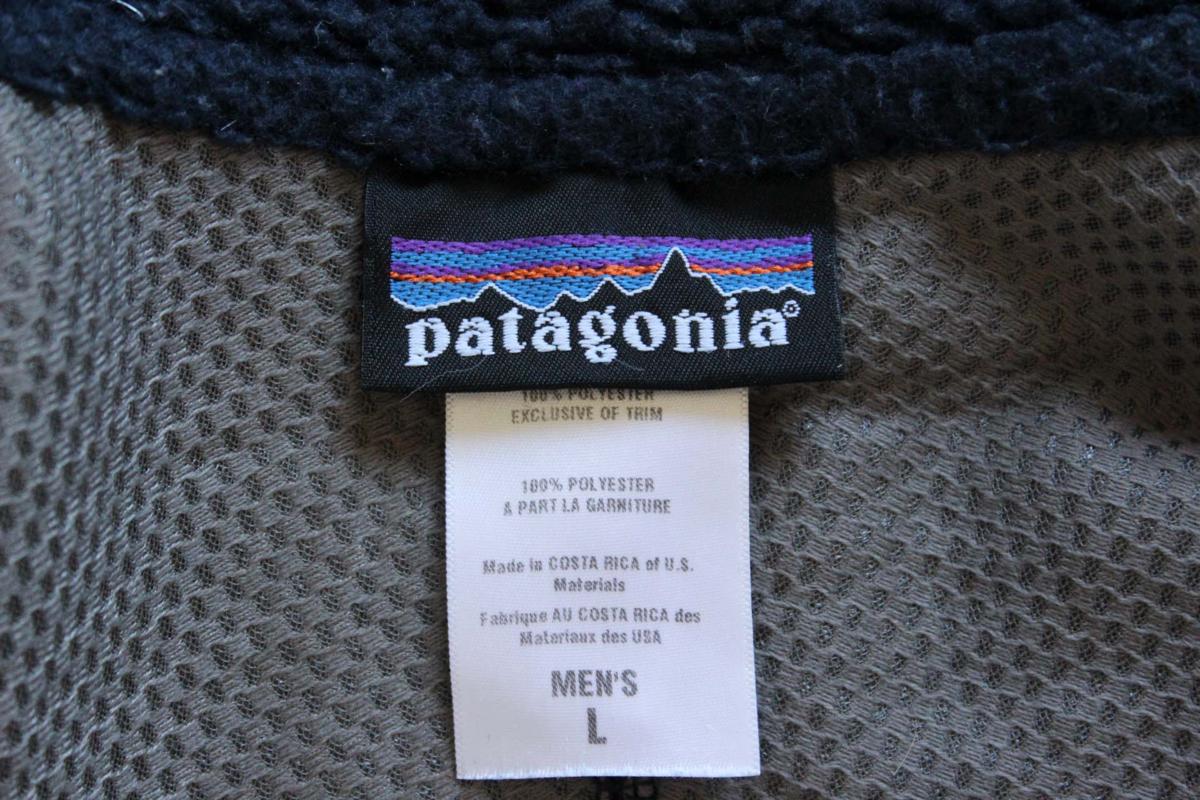 patagonia®
100% POLYESTER
EXCLUSIVE OF TRIM
100% POLYESTER
A PART LA GARNITURE
Made in COSTA RICA of U.S.
Materials
Fabrique AU COSTA RICA des
Materiaux des USA
MEN'S
L